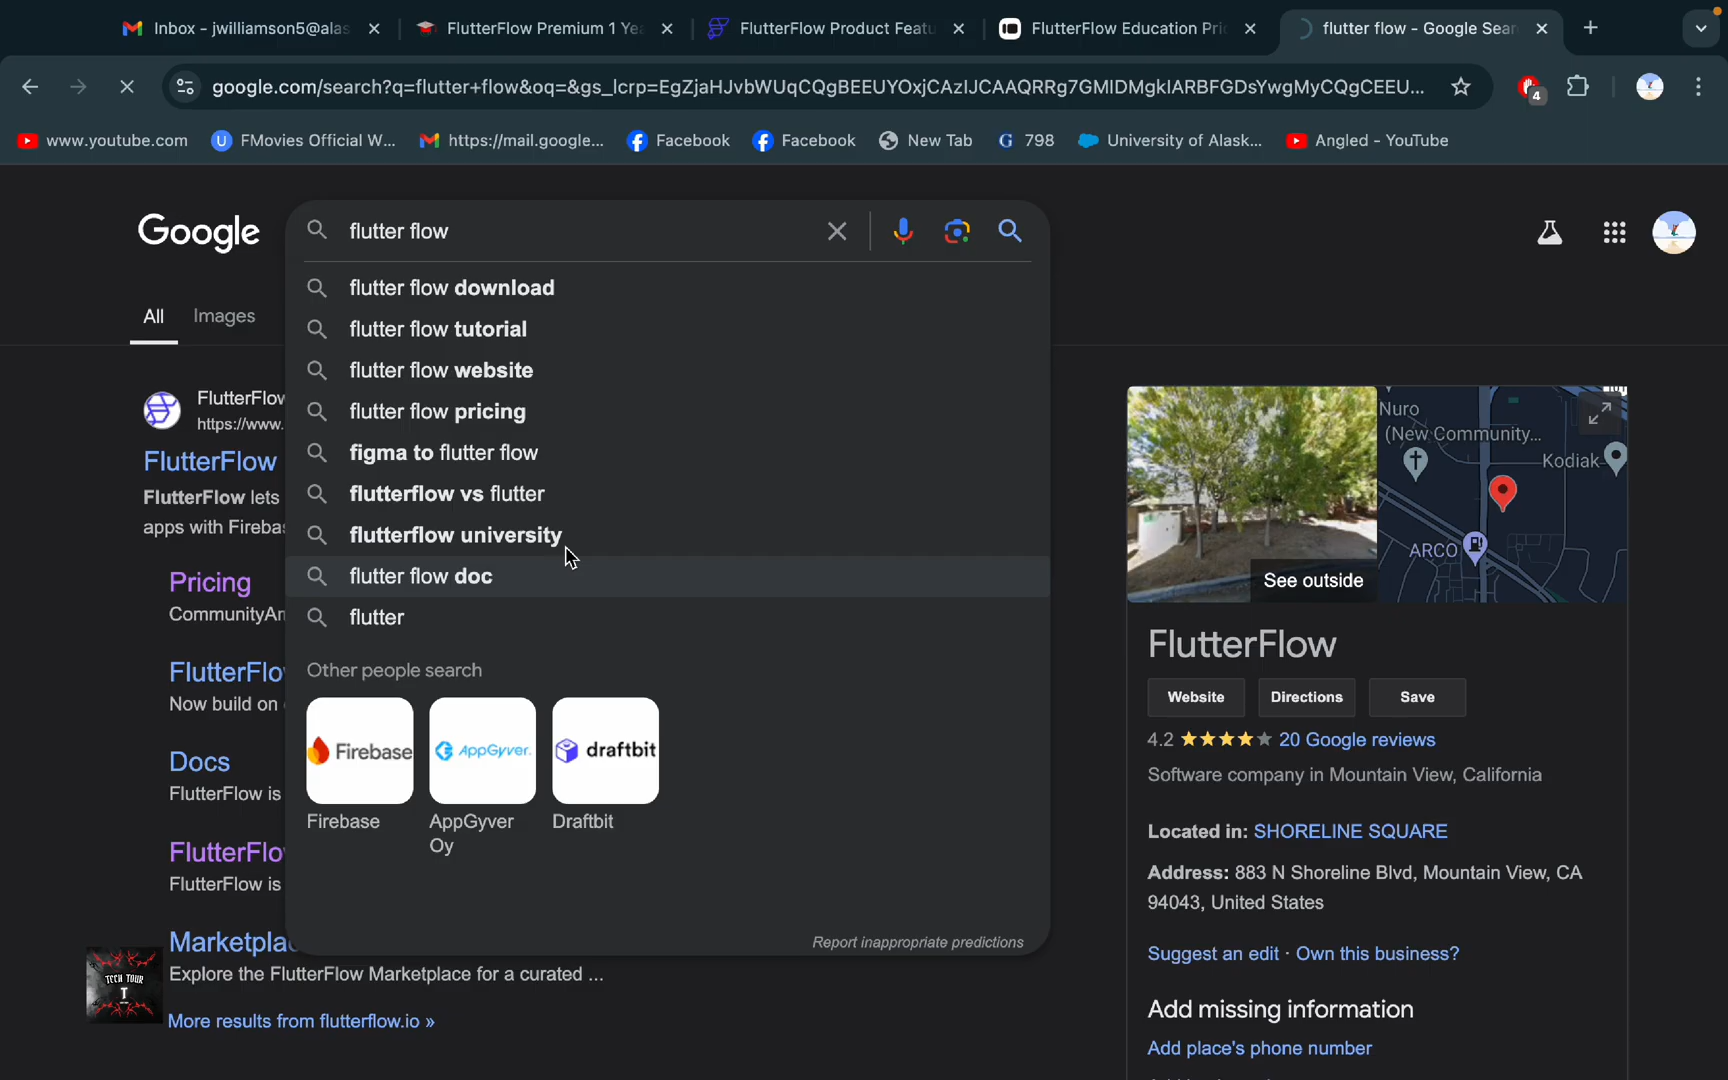 Inbox - jwilliamson5@alas
FlutterFlow Premium 1 Ye
FlutterFlow Product Featu
FlutterFlow Education Pri
flutter flow - Google Sear
google.com/search?q=flutter+flow&oq=&gs_lcrp=EgZjaHJvbWUqCQgBEEUYOxjCAzIJCAAQRRg7GMIDMgkIARBFGDsYwgMyCQgCEEU...
4
www.youtube.com
FMovies Official W...
https://mail.google...
Facebook
Facebook
New Tab
798
University of Alask...
Angled - YouTube
Google
flutter flow
All
Images
flutter flow download
flutter flow tutorial
flutter flow website
flutter flow pricing
figma to flutter flow
flutterflow vs flutter
flutterflow university
flutter flow doc
flutter
Other people search
Firebase
AppGyver.
draftbit
Firebase
AppGyver Oy
Draftbit
Report inappropriate predictions
FlutterFlow
https://www.
FlutterFlow
FlutterFlow lets
apps with Fireba
Pricing
CommunityAr
FlutterFlo
Now build on
Docs
FlutterFlow is
FlutterFlo
FlutterFlow is
Marketpla
Explore the FlutterFlow Marketplace for a curated ...
More results from flutterflow.io »
TECH TOUR
T
Nuro
(New Community...
Kodiak
ARCO
See outside
FlutterFlow
Website
Directions
Save
4.2
20 Google reviews
Software company in Mountain View, California
Located in: SHORELINE SQUARE
Address: 883 N Shoreline Blvd, Mountain View, CA
94043, United States
Suggest an edit · Own this business?
Add missing information
Add place's phone number